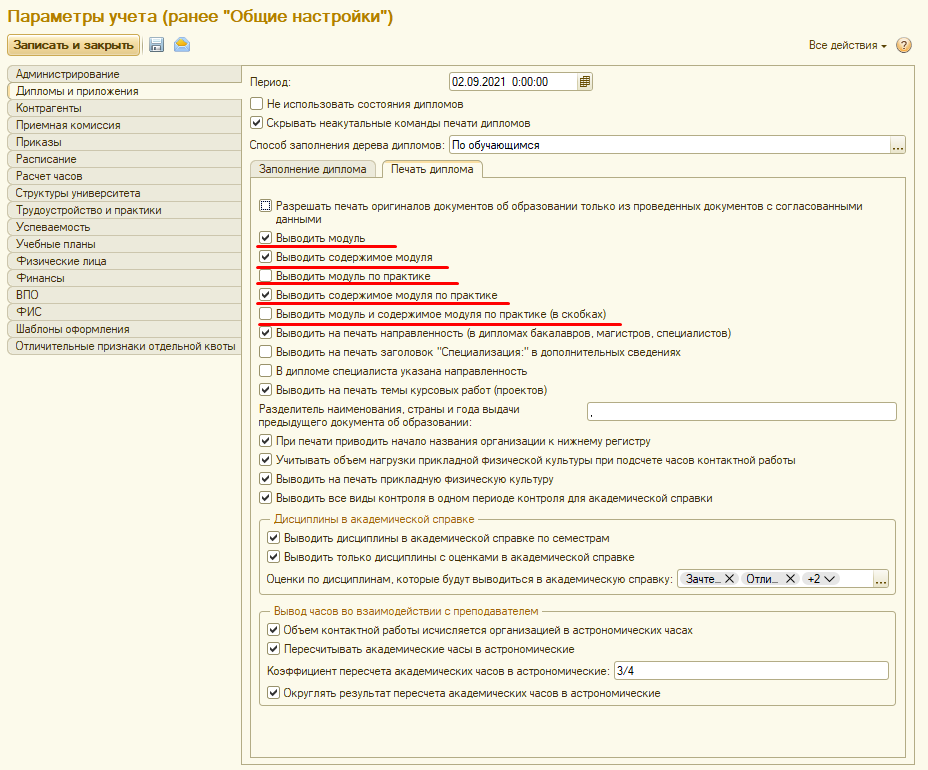 Параметры учета (ранее "Общие настройки")
Записать и закрыть
Все действия
?
Администрирование
Дипломы и приложения
Контрагенты
Приемная комиссия
Приказы
Расписание
Расчет часов
Структуры университета
Трудоустройство и практики
Успеваемость
Учебные планы
Физические лица
Финансы
ВПО
ФИС
Шаблоны оформления
Отличительные признаки отдельной квоты
Период: 02.09.2021 0:00:00
Не использовать состояния дипломов
Скрывать неакутальные команды печати дипломов
Способ заполнения дерева дипломов: По обучающимся ...
Заполнение диплома Печать диплома
Разрешать печать оригиналов документов об образовании только из проведенных документов с согласованными
данными
Выводить модуль
Выводить содержимое модуля
Выводить модуль по практике
Выводить содержимое модуля по практике
Выводить модуль и содержимое модуля по практике (в скобках)
Выводить на печать направленность (в дипломах бакалавров, магистров, специалистов)
Выводить на печать заголовок "Специализация:" в дополнительных сведениях
В дипломе специалиста указана направленность
Выводить на печать темы курсовых работ (проектов)
Разделитель наименования, страны и года выдачи
предыдущего документа об образовании: ,
При печати приводить начало названия организации к нижнему регистру
Учитывать объем нагрузки прикладной физической культуры при подсчете часов контактной работы
Выводить на печать прикладную физическую культуру
Выводить все виды контроля в одном периоде контроля для академической справки
Дисциплины в академической справке
Выводить дисциплины в академической справке по семестрам
Выводить только дисциплины с оценками в академической справке
Оценки по дисциплинам, которые будут выводиться в академическую справку: Зачте... Отли... +2 ...
Вывод часов во взаимодействии с преподавателем
Объем контактной работы исчисляется организацией в астрономических часах
Пересчитывать академические часы в астрономические
Коэффициент пересчета академических часов в астрономические: 3/4
Округлять результат пересчета академических часов в астрономические